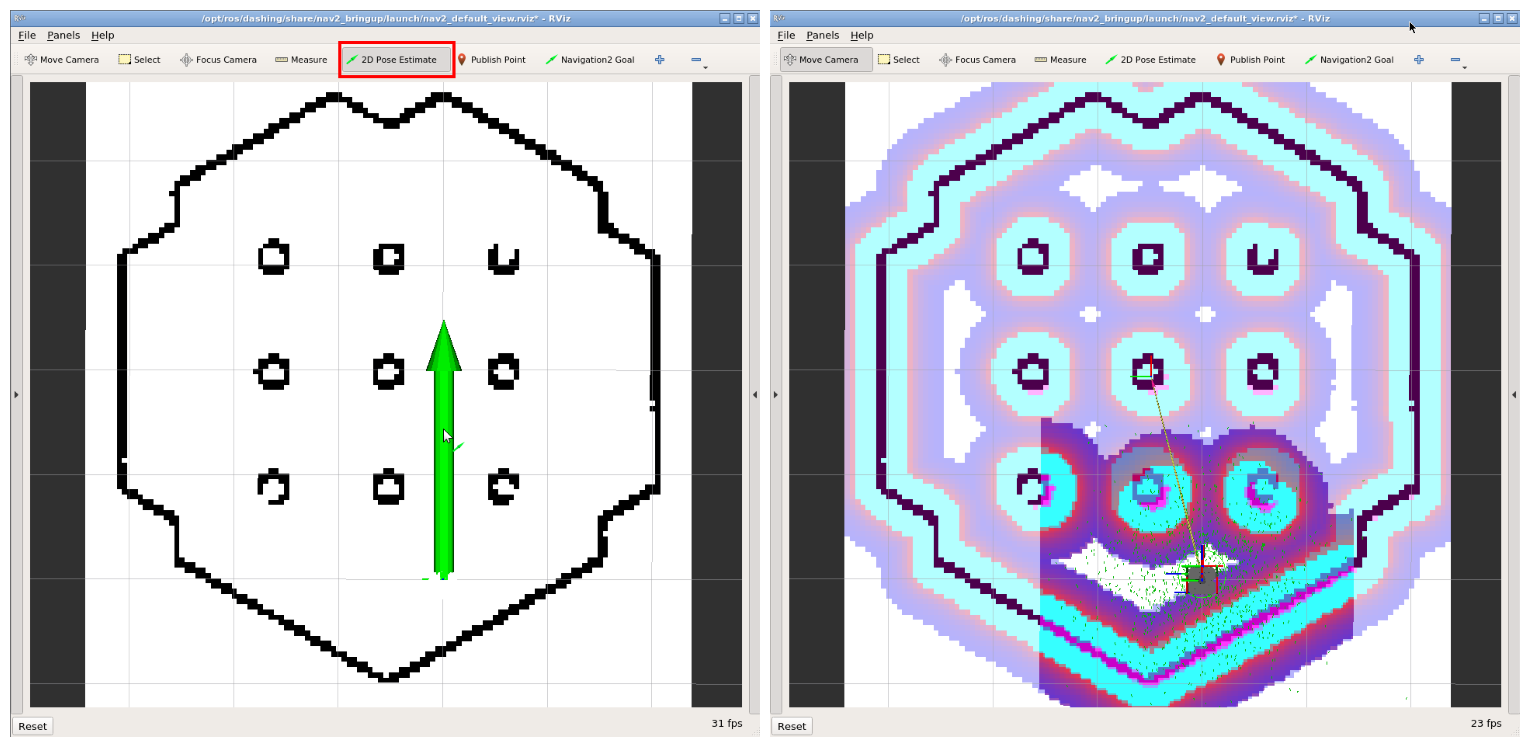 /opt/ros/dashing/share/nav2_bringup/launch/nav2_default_view.rviz* - RViz
File Panels Help
Move Camera Select Focus Camera Measure 2D Pose Estimate Publish Point Navigation2 Goal
Reset
31 fps
/opt/ros/dashing/share/nav2_bringup/launch/nav2_default_view.rviz* - RViz
File Panels Help
Move Camera Select Focus Camera Measure 2D Pose Estimate Publish Point Navigation2 Goal
Reset
23 fps